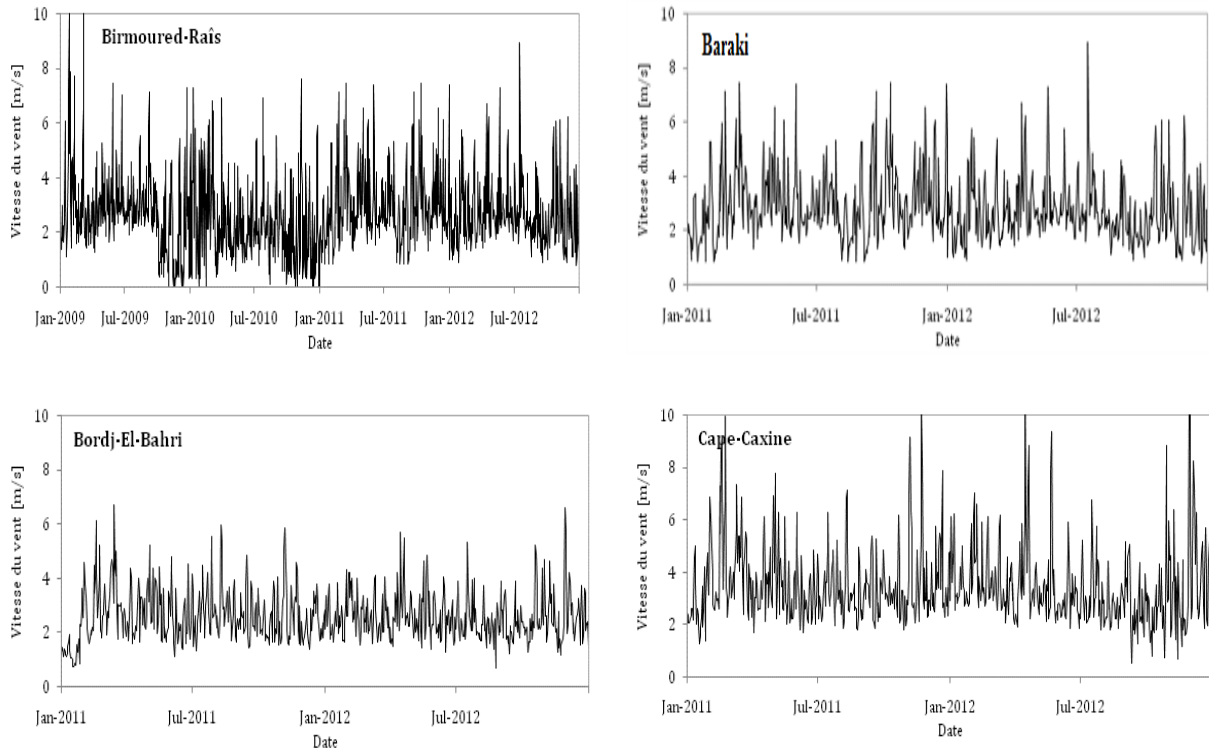 Birmoured-Raîs
Vitesse du vent [m/s]
10
8
6
4
2
0
Jan-2009 Jul-2009 Jan-2010 Jul-2010 Jan-2011 Jul-2011 Jan-2012 Jul-2012
Date
Baraki
Vitesse du vent [m/s]
10
8
6
4
2
0
Jan-2011 Jul-2011 Jan-2012 Jul-2012
Date
Bordj-El-Bahri
Vitesse du vent [m/s]
10
8
6
4
2
0
Jan-2011 Jul-2011 Jan-2012 Jul-2012
Date
Cape-Caxine
Vitesse du vent [m/s]
10
8
6
4
2
0
Jan-2011 Jul-2011 Jan-2012 Jul-2012
Date